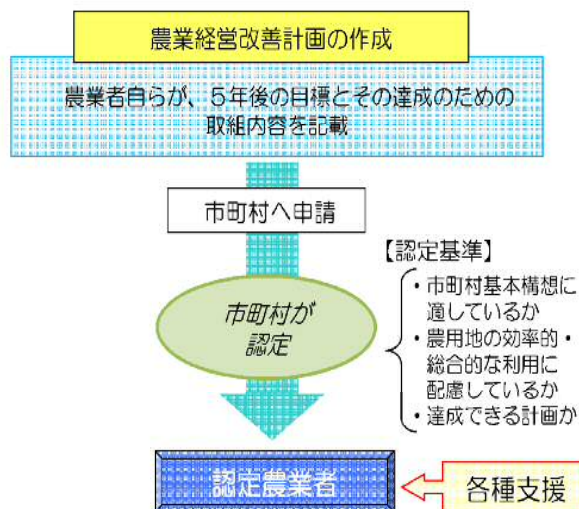 農業経営改善計画の作成
農業者自らが、5年後の目標とその達成のための
取組内容を記載
市町村へ申請
市町村が
認定
【認定基準】
・市町村基本構想に
適しているか
・農用地の効率的・
総合的な利用に
配慮しているか
・達成できる計画か
認定農業者
各種支援